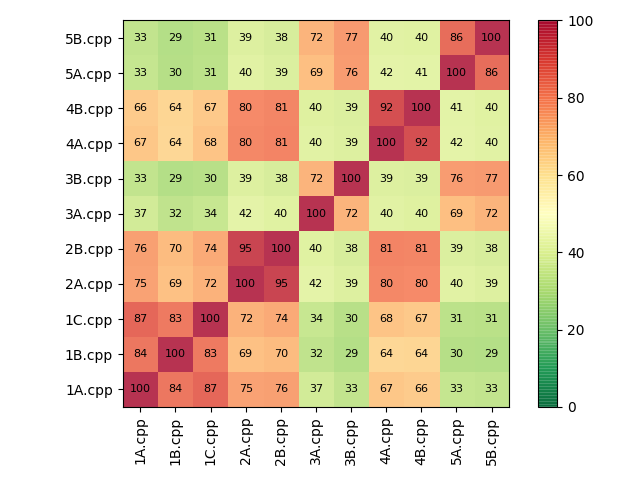 5B.cpp 33 29 31 39 38 72 77 40 40 86 100
5A.cpp 33 30 31 40 39 69 76 42 41 100 86
4B.cpp 66 64 67 80 81 40 39 92 100 41 40
4A.cpp 67 64 68 80 81 40 39 100 92 42 40
3B.cpp 33 29 30 39 38 72 100 39 39 76 77
3A.cpp 37 32 34 42 40 100 72 40 40 69 72
2B.cpp 76 70 74 95 100 40 38 81 81 39 38
2A.cpp 75 69 72 100 95 42 39 80 80 40 39
1C.cpp 87 83 100 72 74 34 30 68 67 31 31
1B.cpp 84 100 83 69 70 32 29 64 64 30 29
1A.cpp 100 84 87 75 76 37 33 67 66 33 33
1A.cpp 1B.cpp 1C.cpp 2A.cpp 2B.cpp 3A.cpp 3B.cpp 4A.cpp 4B.cpp 5A.cpp 5B.cpp
100
80
60
40
20
0